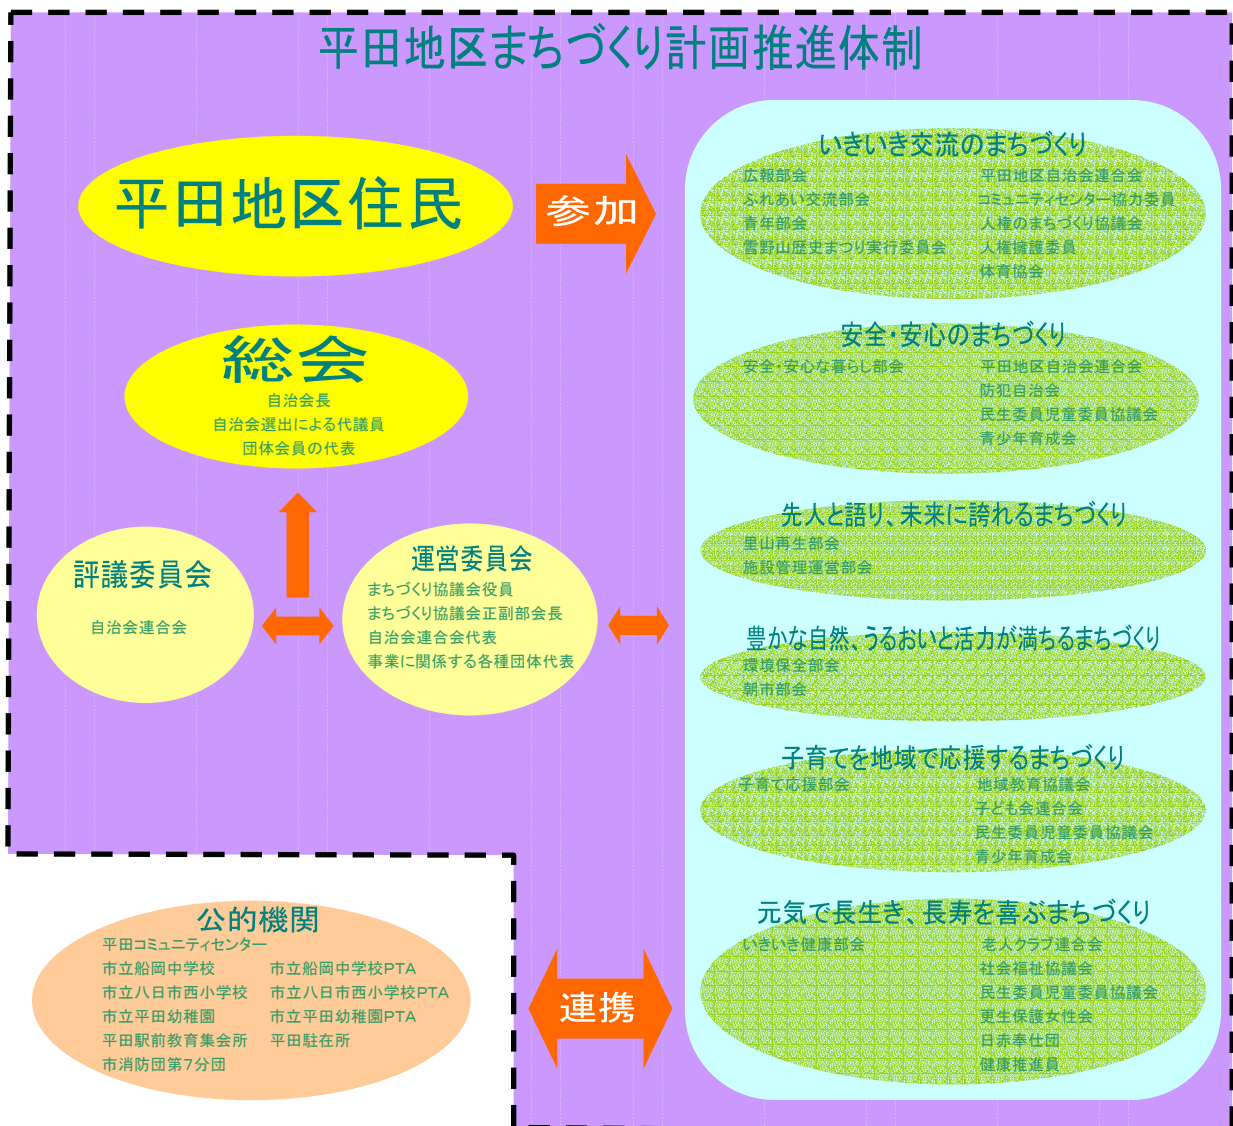 平田地区まちづくり計画推進体制
平田地区住民
参加
総会
自治会長
自治会選出による代議員
団体会員の代表
評議委員会
自治会連合会
運営委員会
まちづくり協議会役員
まちづくり協議会正副部会長
自治会連合会代表
事業に関係する各種団体代表
いきいき交流のまちづくり
広報部会 平田地区自治会連合会
ふれあい交流部会 コミュニティセンター協力委員
青年部会 人権のまちづくり協議会
雪野山歴史まつり実行委員会 人権擁護委員
体育協会
安全・安心のまちづくり
安全・安心な暮らし部会 平田地区自治会連合会
防犯自治会
民生委員児童委員協議会
青少年育成会
先人と語り、未来に誇れるまちづくり
里山再生部会
施設管理運営部会
豊かな自然、うるおいと活力が満ちるまちづくり
環境保全部会
朝市部会
子育てを地域で応援するまちづくり
子育て応援部会 地域教育協議会
子ども会連合会
民生委員児童委員協議会
青少年育成会
元気で長生き、長寿を喜ぶまちづくり
いきいき健康部会 老人クラブ連合会
社会福祉協議会
民生委員児童委員協議会
更生保護女性会
日赤奉仕団
健康推進員
公的機関
平田コミュニティセンター
市立船岡中学校 市立船岡中学校PTA
市立八日市西小学校 市立八日市西小学校PTA
市立平田幼稚園 市立平田幼稚園PTA
平田駅前教育集会所 平田駐在所
市消防団第7分団
連携